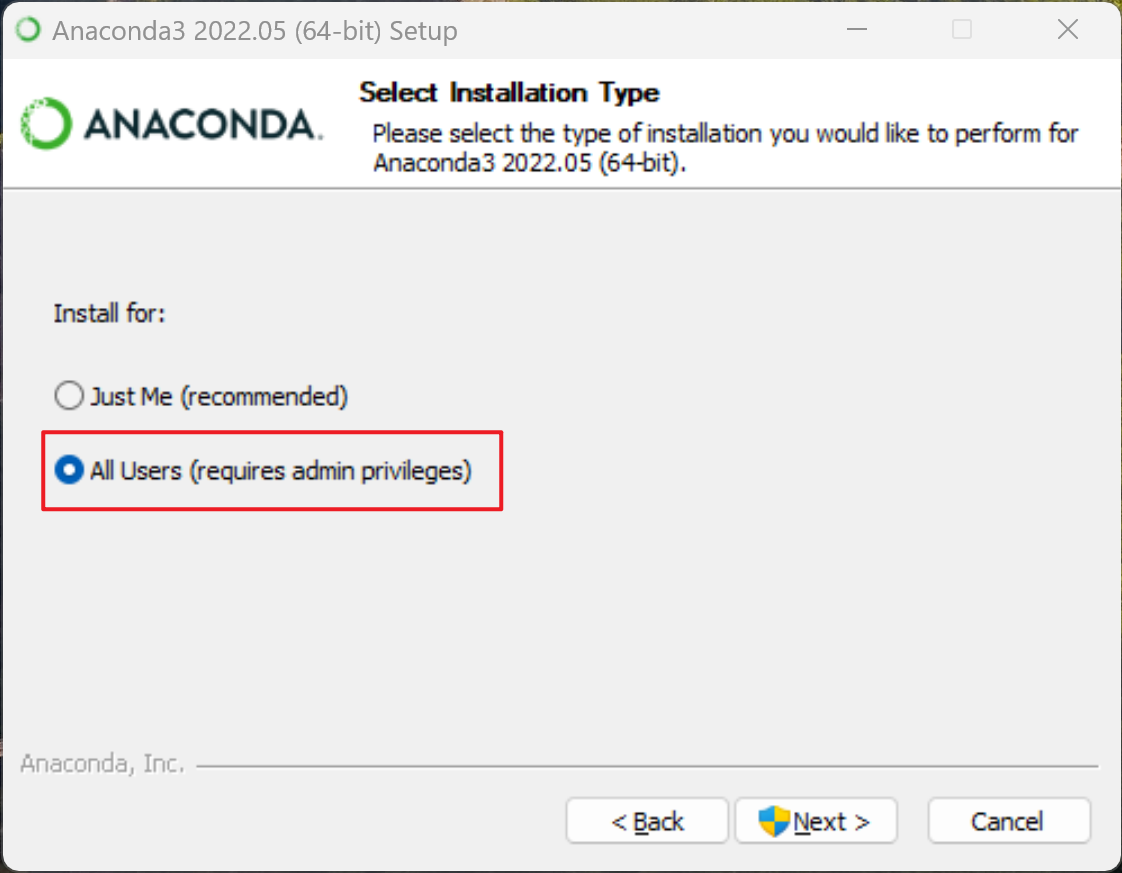 Anaconda3 2022.05 (64-bit) Setup
ANACONDA.
Select Installation Type
Please select the type of installation you would like to perform for
Anaconda3 2022.05 (64-bit).
Install for:
Just Me (recommended)
All Users (requires admin privileges)
Anaconda, Inc.
< Back
Next >
Cancel